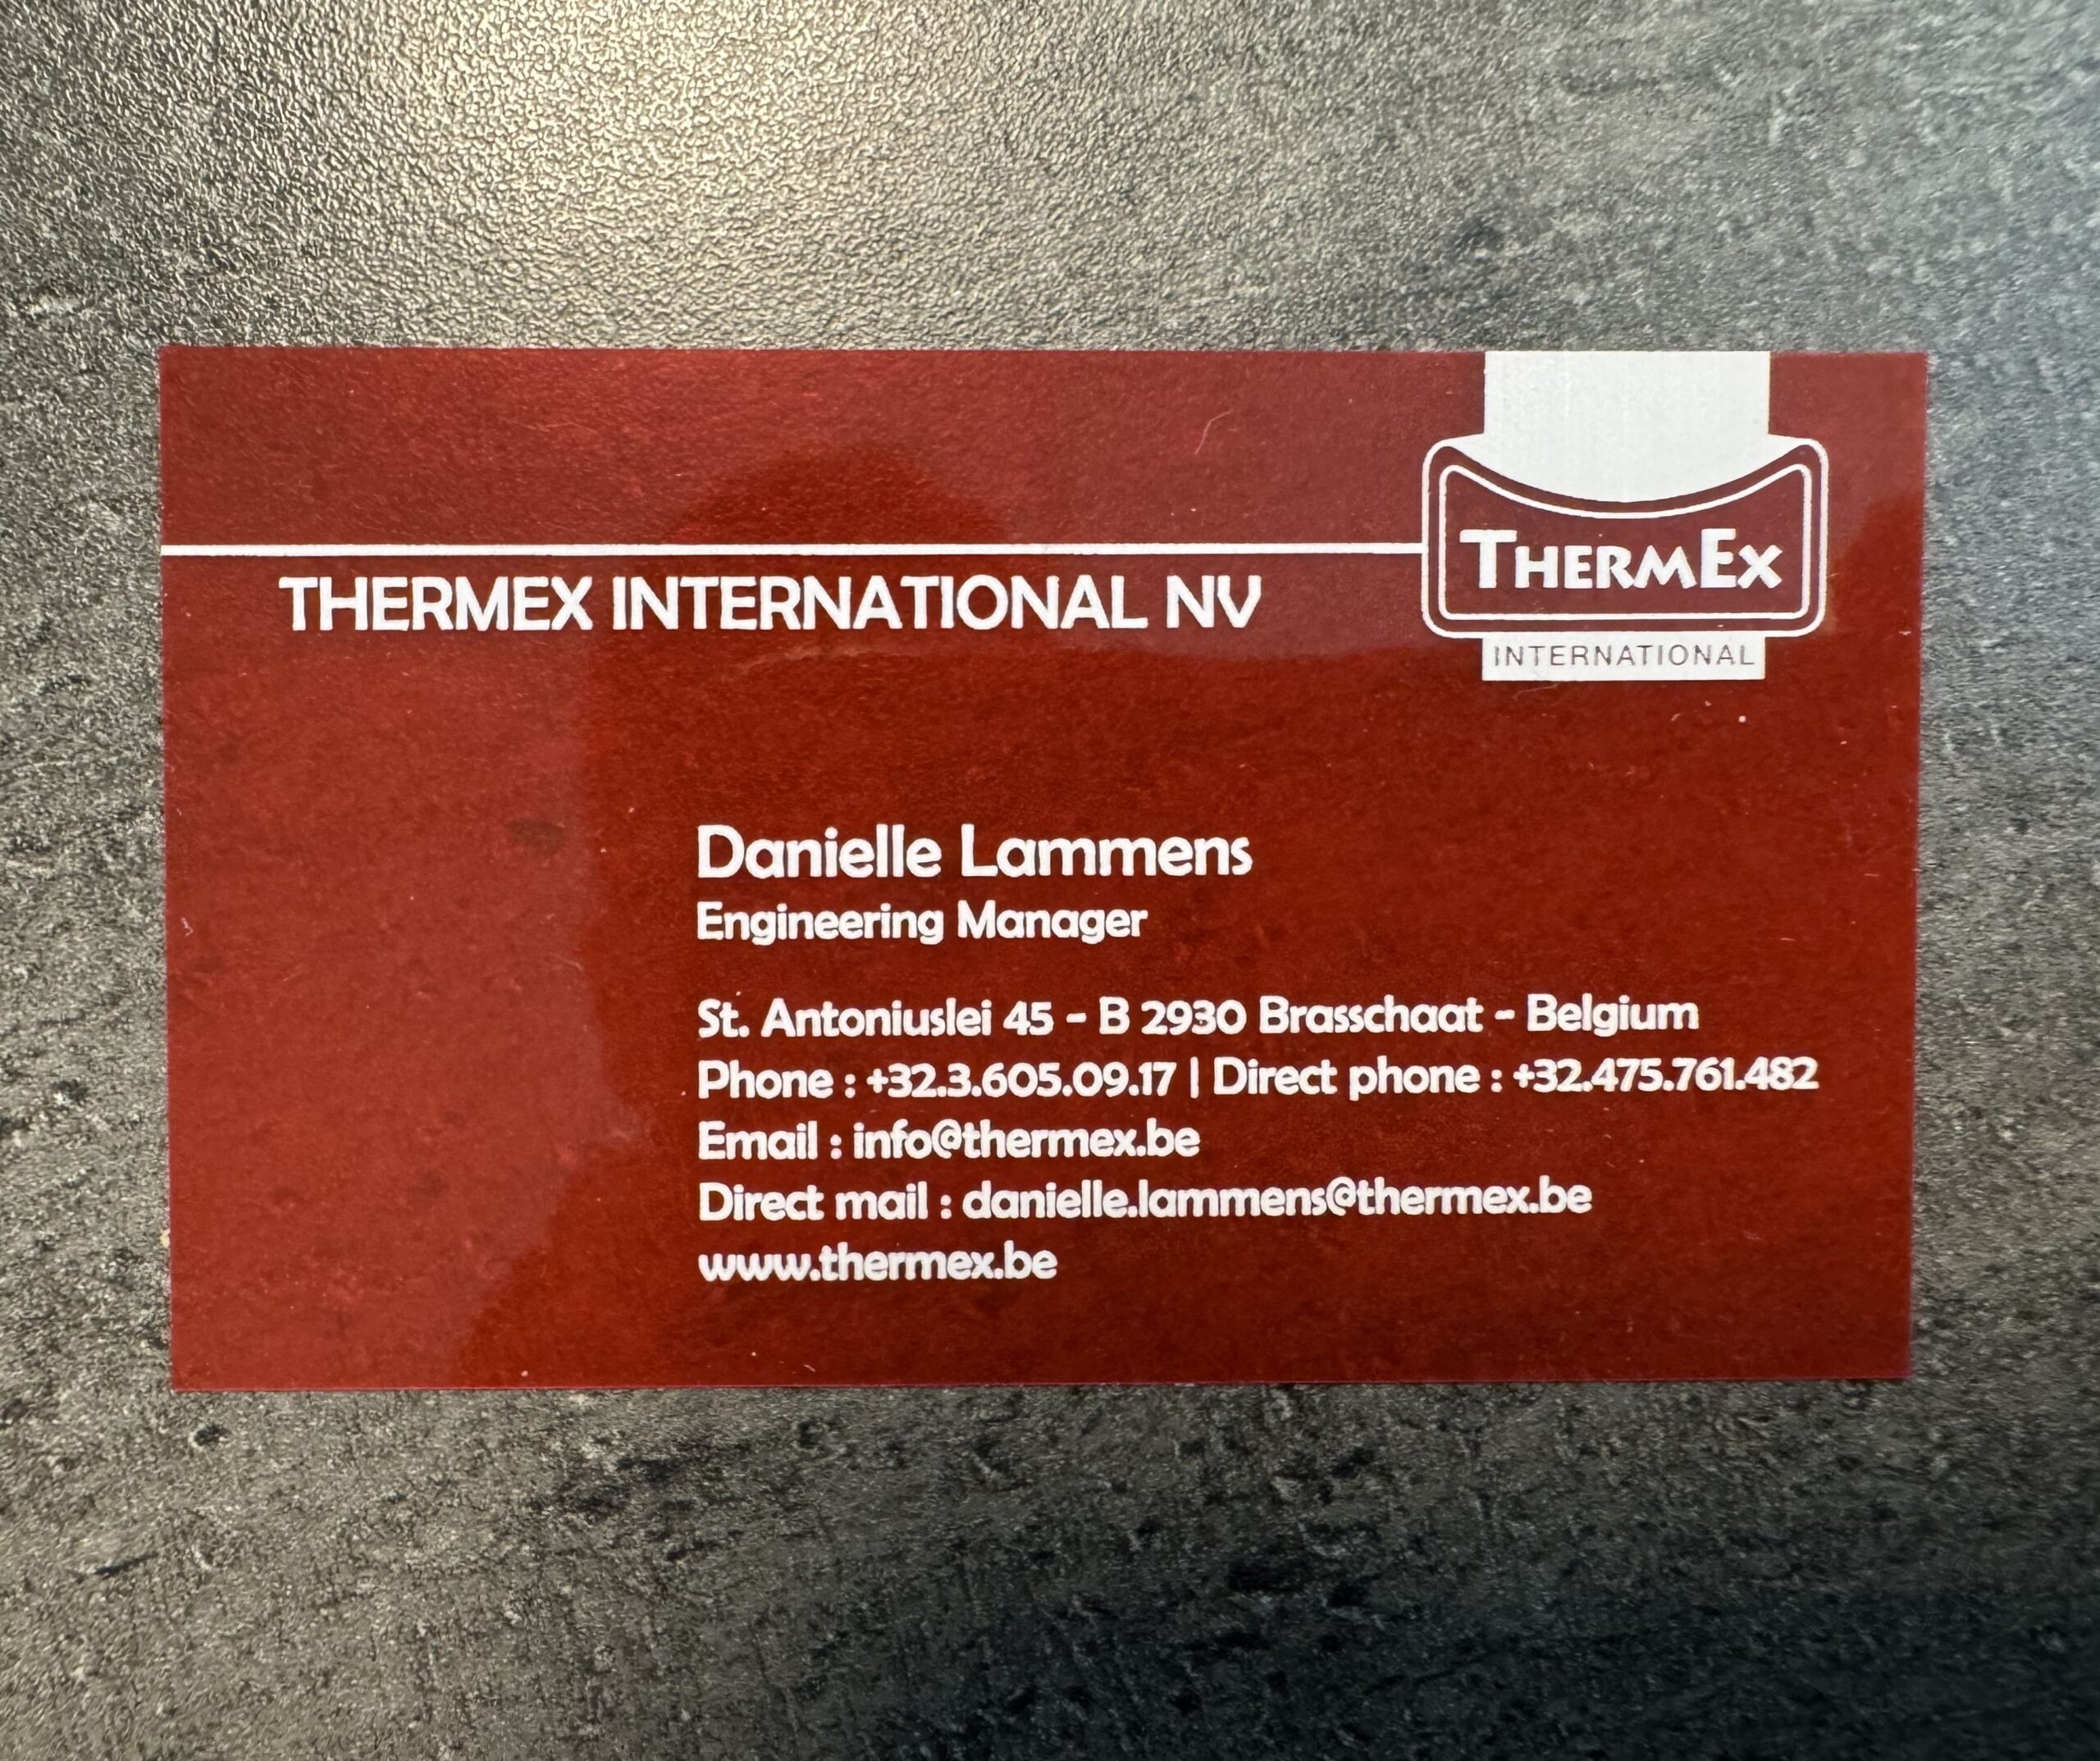 THERMEX
INTERNATIONAL
THERMEX INTERNATIONAL NV
Danielle Lammens
Engineering Manager
St. Antoniuslei 45 - B 2930 Brasschaat - Belgium
Phone : +32.3.605.09.17 | Direct phone : +32.475.761.482
Email : info@thermex.be
Direct mail : danielle.lammens@thermex.be
www.thermex.be